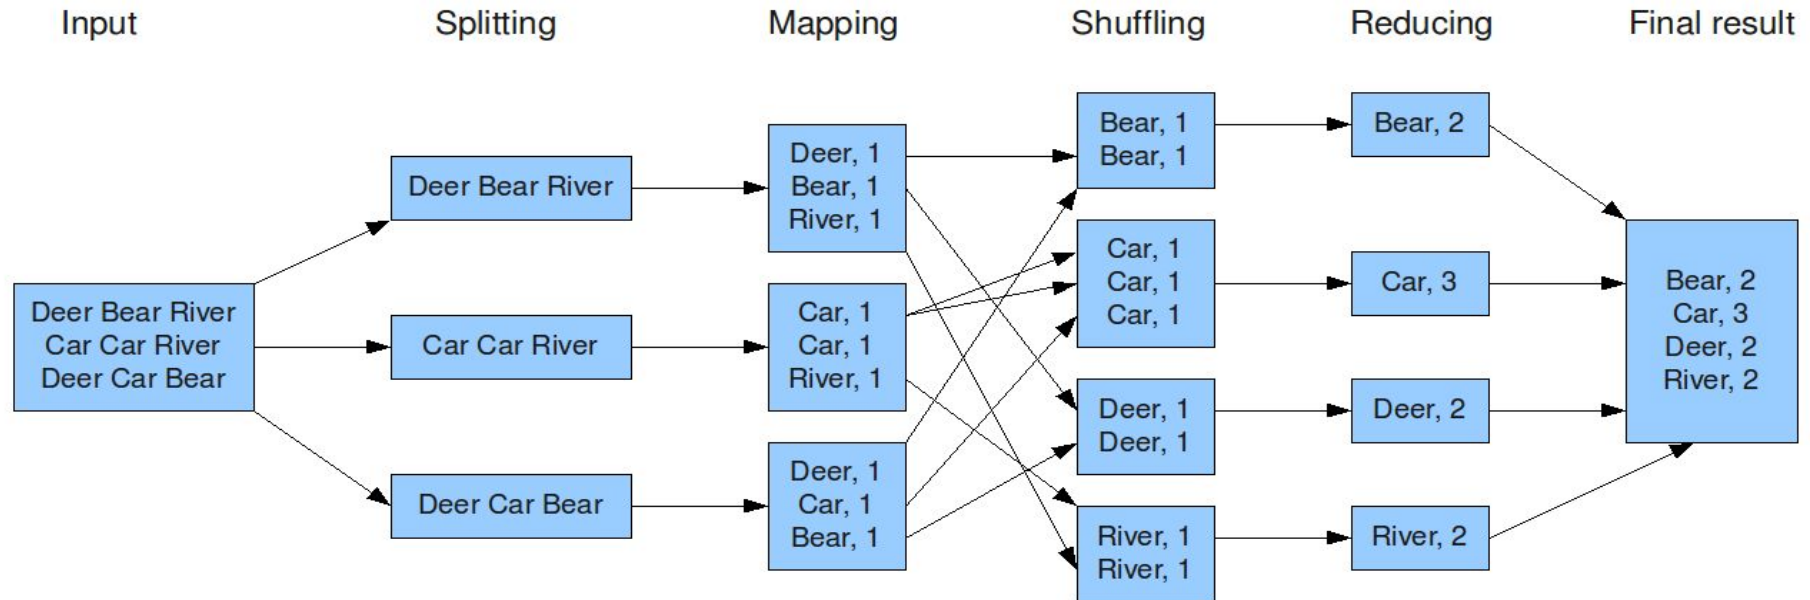 Input
Splitting
Mapping
Shuffling
Reducing
Final result
Deer Bear River
Car Car River
Deer Car Bear
Deer Bear River
Car Car River
Deer Car Bear
Deer, 1
Bear, 1
River, 1
Car, 1
Car, 1
River, 1
Deer, 1
Car, 1
Bear, 1
Bear, 1
Bear, 1
Car, 1
Car, 1
Car, 1
Deer, 1
Deer, 1
River, 1
River, 1
Bear, 2
Car, 3
Deer, 2
River, 2
Bear, 2
Car, 3
Deer, 2
River, 2